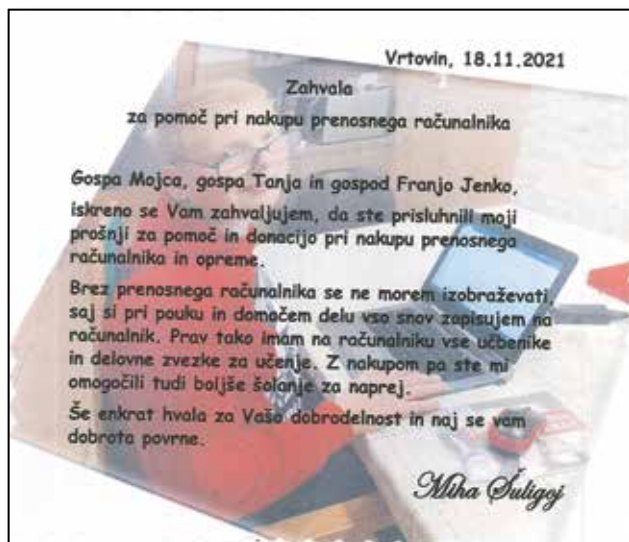 Vrtovin, 18.11.2021
Zahvala
za pomoč pri nakupu prenosnega računalnika
Gospa Mojca, gospa Tanja in gospod Franjo Jenko,
iskreno se Vam zahvaljujem, da ste prisluhnili moji
prošnji za pomoč in donacijo pri nakupu prenosnega
računalnika in opreme.
Brez prenosnega računalnika se ne morem izobraževati,
saj si pri pouku in domačem delu vso snov zapisujem na
računalnik. Prav tako imam na računalniku vse učbenike
in delovne zvezke za učenje. Z nakupom pa ste mi
omogočili tudi boljše šolanje za naprej.
Še enkrat hvala za Vašo dobrodelnost in naj se vam
dobrota povrne.
Miha Šuligoj